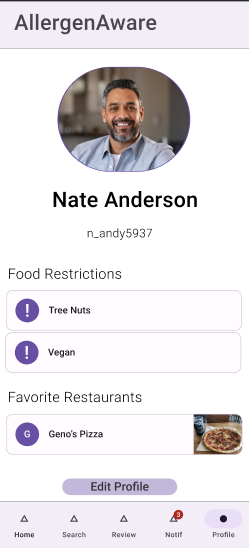 AllergenAware
Nate Anderson
n_andy5937
Food Restrictions
! Tree Nuts
! Vegan
Favorite Restaurants
G Geno's Pizza
Edit Profile
3
Home Search Review Notif Profile